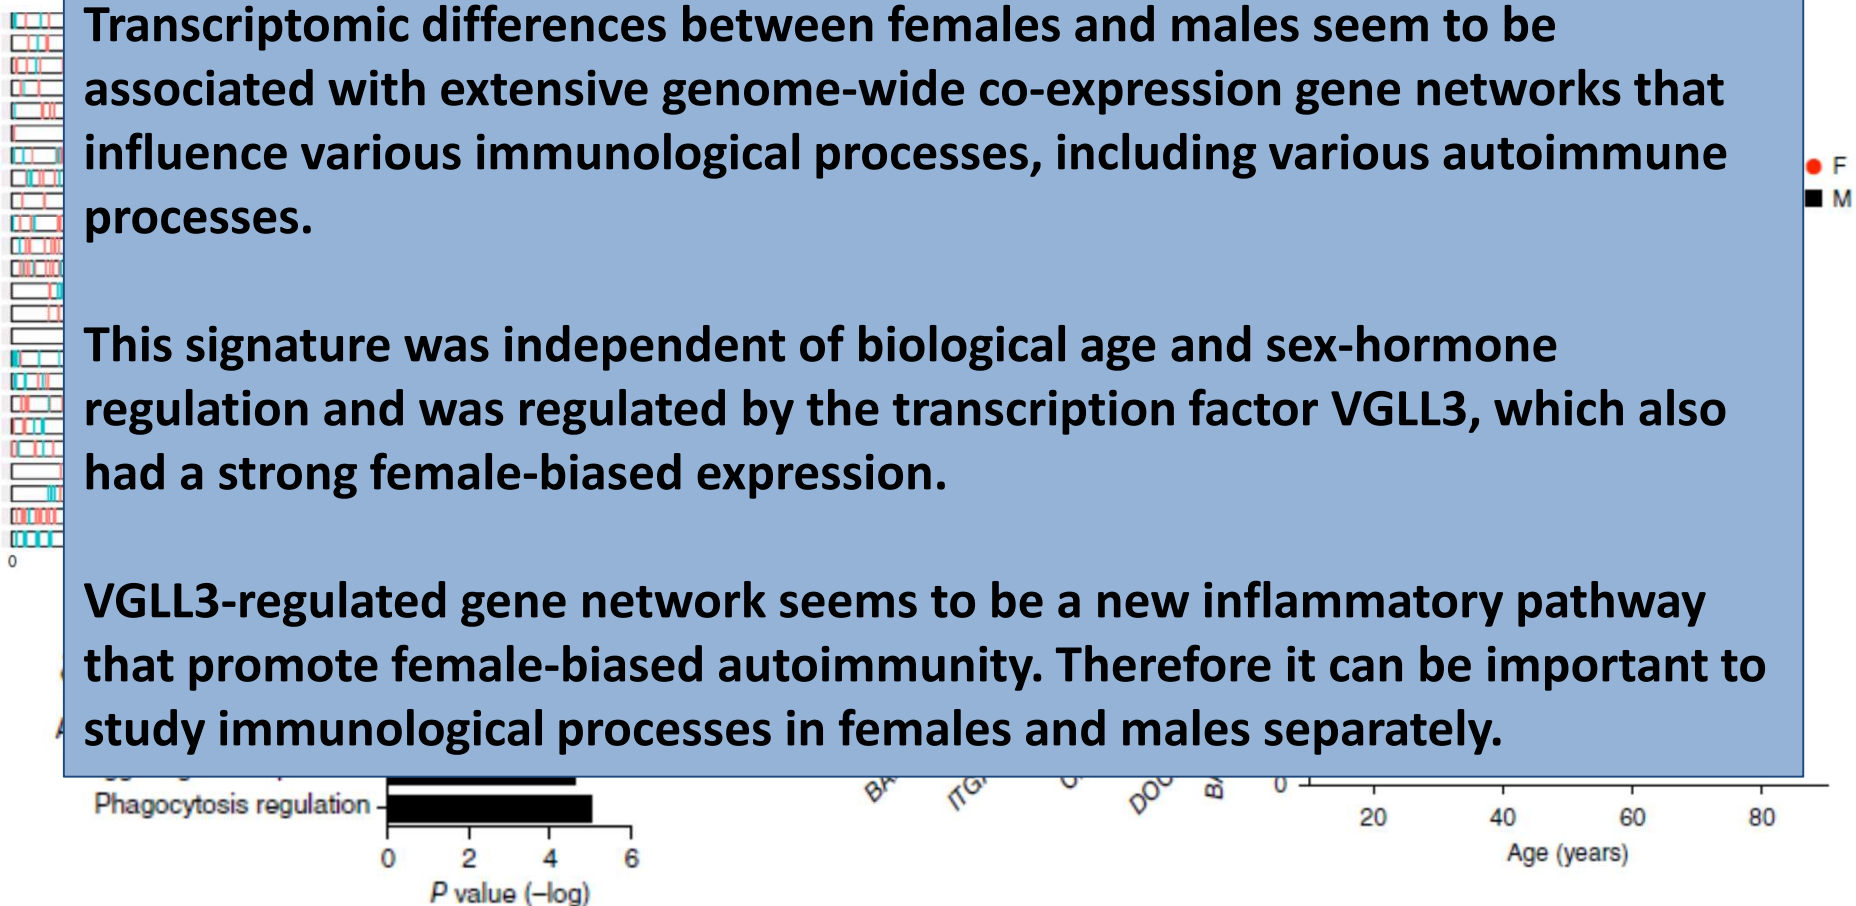 Transcriptomic differences between females and males seem to be
associated with extensive genome-wide co-expression gene networks that
influence various immunological processes, including various autoimmune
processes.
This signature was independent of biological age and sex-hormone
regulation and was regulated by the transcription factor VGLL3, which also
had a strong female-biased expression.
VGLL3-regulated gene network seems to be a new inflammatory pathway
that promote female-biased autoimmunity. Therefore it can be important to
study immunological processes in females and males separately.
F
M
0
Phagocytosis regulation
0 2 4 6
P value (–log)
0
20 40 60 80
Age (years)